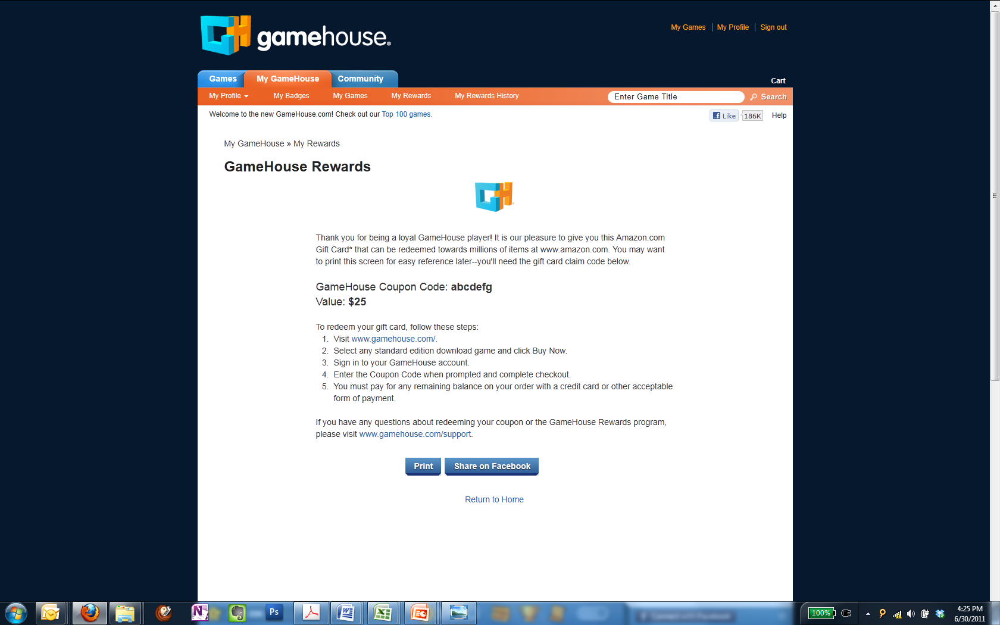 gamehouse.
My Games My Profile Sign out
Games My GameHouse Community
Cart
My Profile My Badges My Games My Rewards My Rewards History Enter Game Title Search
Welcome to the new GameHouse.com! Check out our Top 100 games.
Like 186K Help
My GameHouse » My Rewards
GameHouse Rewards
Thank you for being a loyal GameHouse player! It is our pleasure to give you this Amazon.com
Gift Card* that can be redeemed towards millions of items at www.amazon.com. You may want
to print this screen for easy reference later--you'll need the gift card claim code below.
GameHouse Coupon Code: abcdefg
Value: $25
To redeem your gift card, follow these steps:
1. Visit www.gamehouse.com/.
2. Select any standard edition download game and click Buy Now.
3. Sign in to your GameHouse account.
4. Enter the Coupon Code when prompted and complete checkout.
5. You must pay for any remaining balance on your order with a credit card or other acceptable
form of payment.
If you have any questions about redeeming your coupon or the GameHouse Rewards program,
please visit www.gamehouse.com/support.
Print Share on Facebook
Return to Home
Ps
100%
4:25 PM
6/30/2011